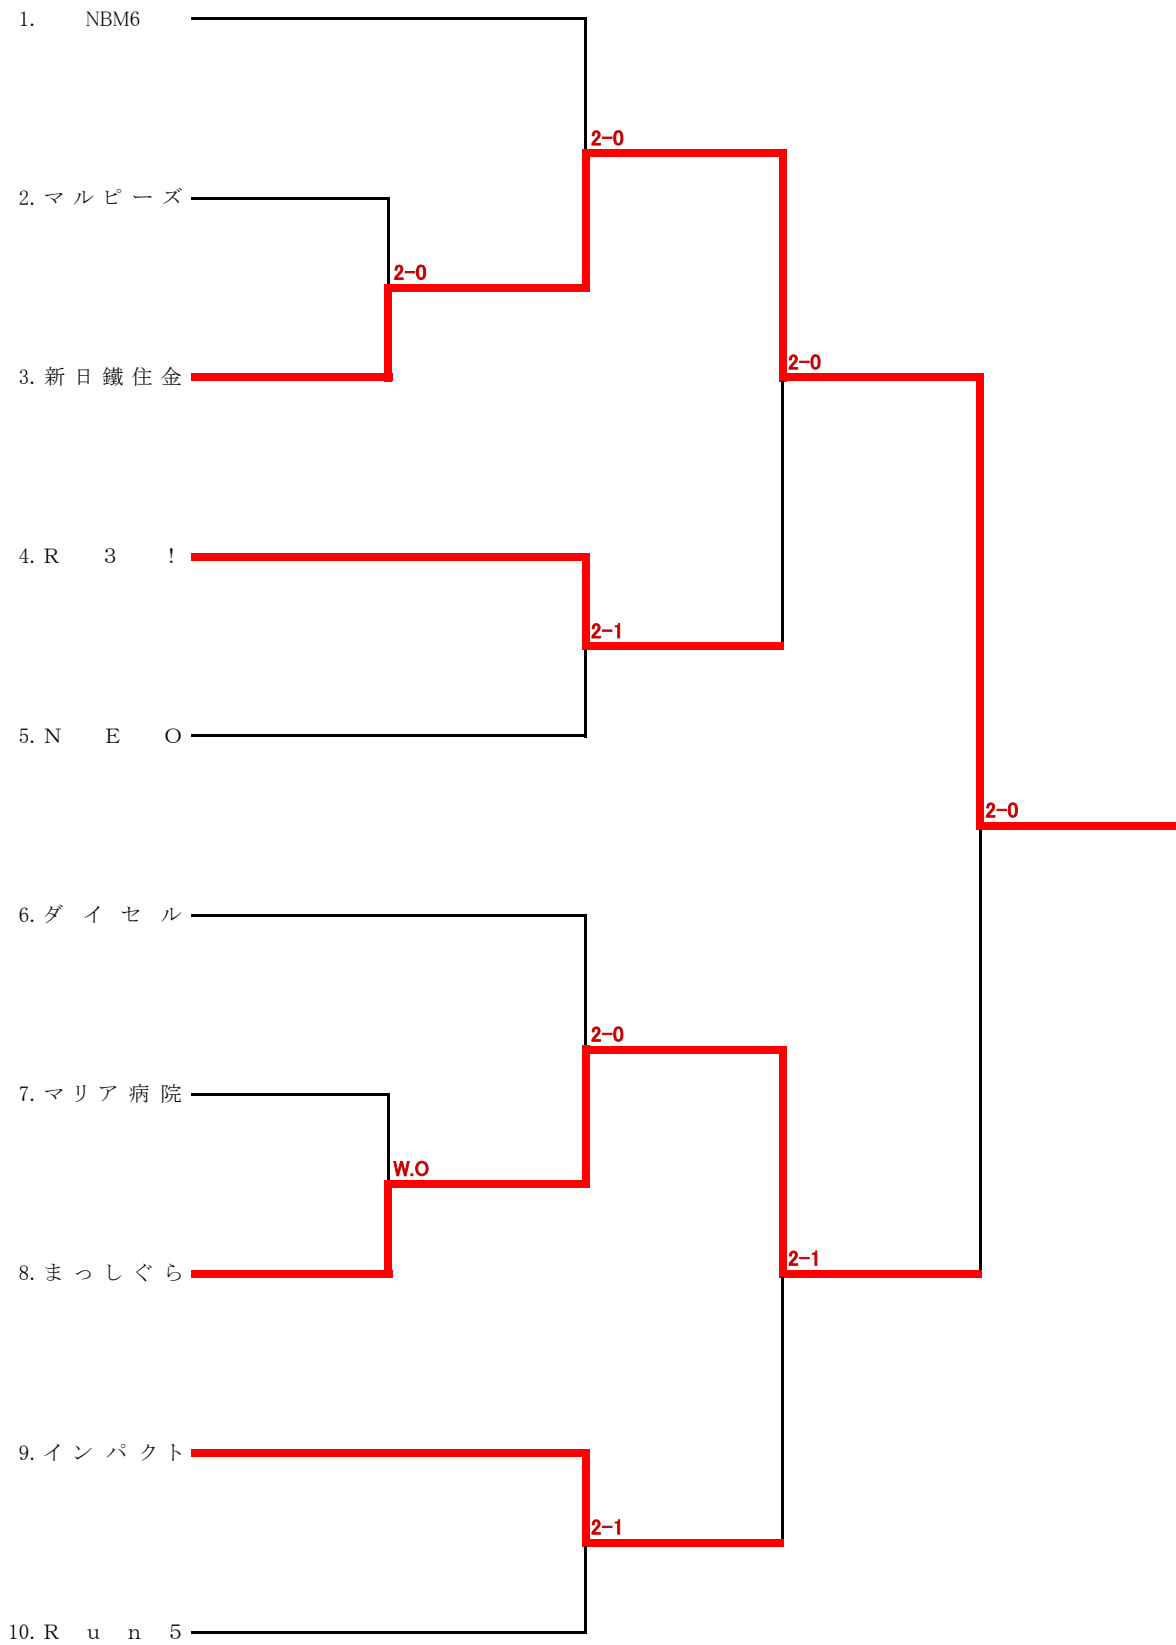 1. NBM6
2-0
2. マルピーズ
2-0
2-0
3. 新日鐵住金
4. R 3 !
2-1
5. N E O
2-0
6. ダイセル
2-0
7. マリア病院
W.O
2-1
8. まっしぐら
9. インパクト
2-1
10. R u n 5